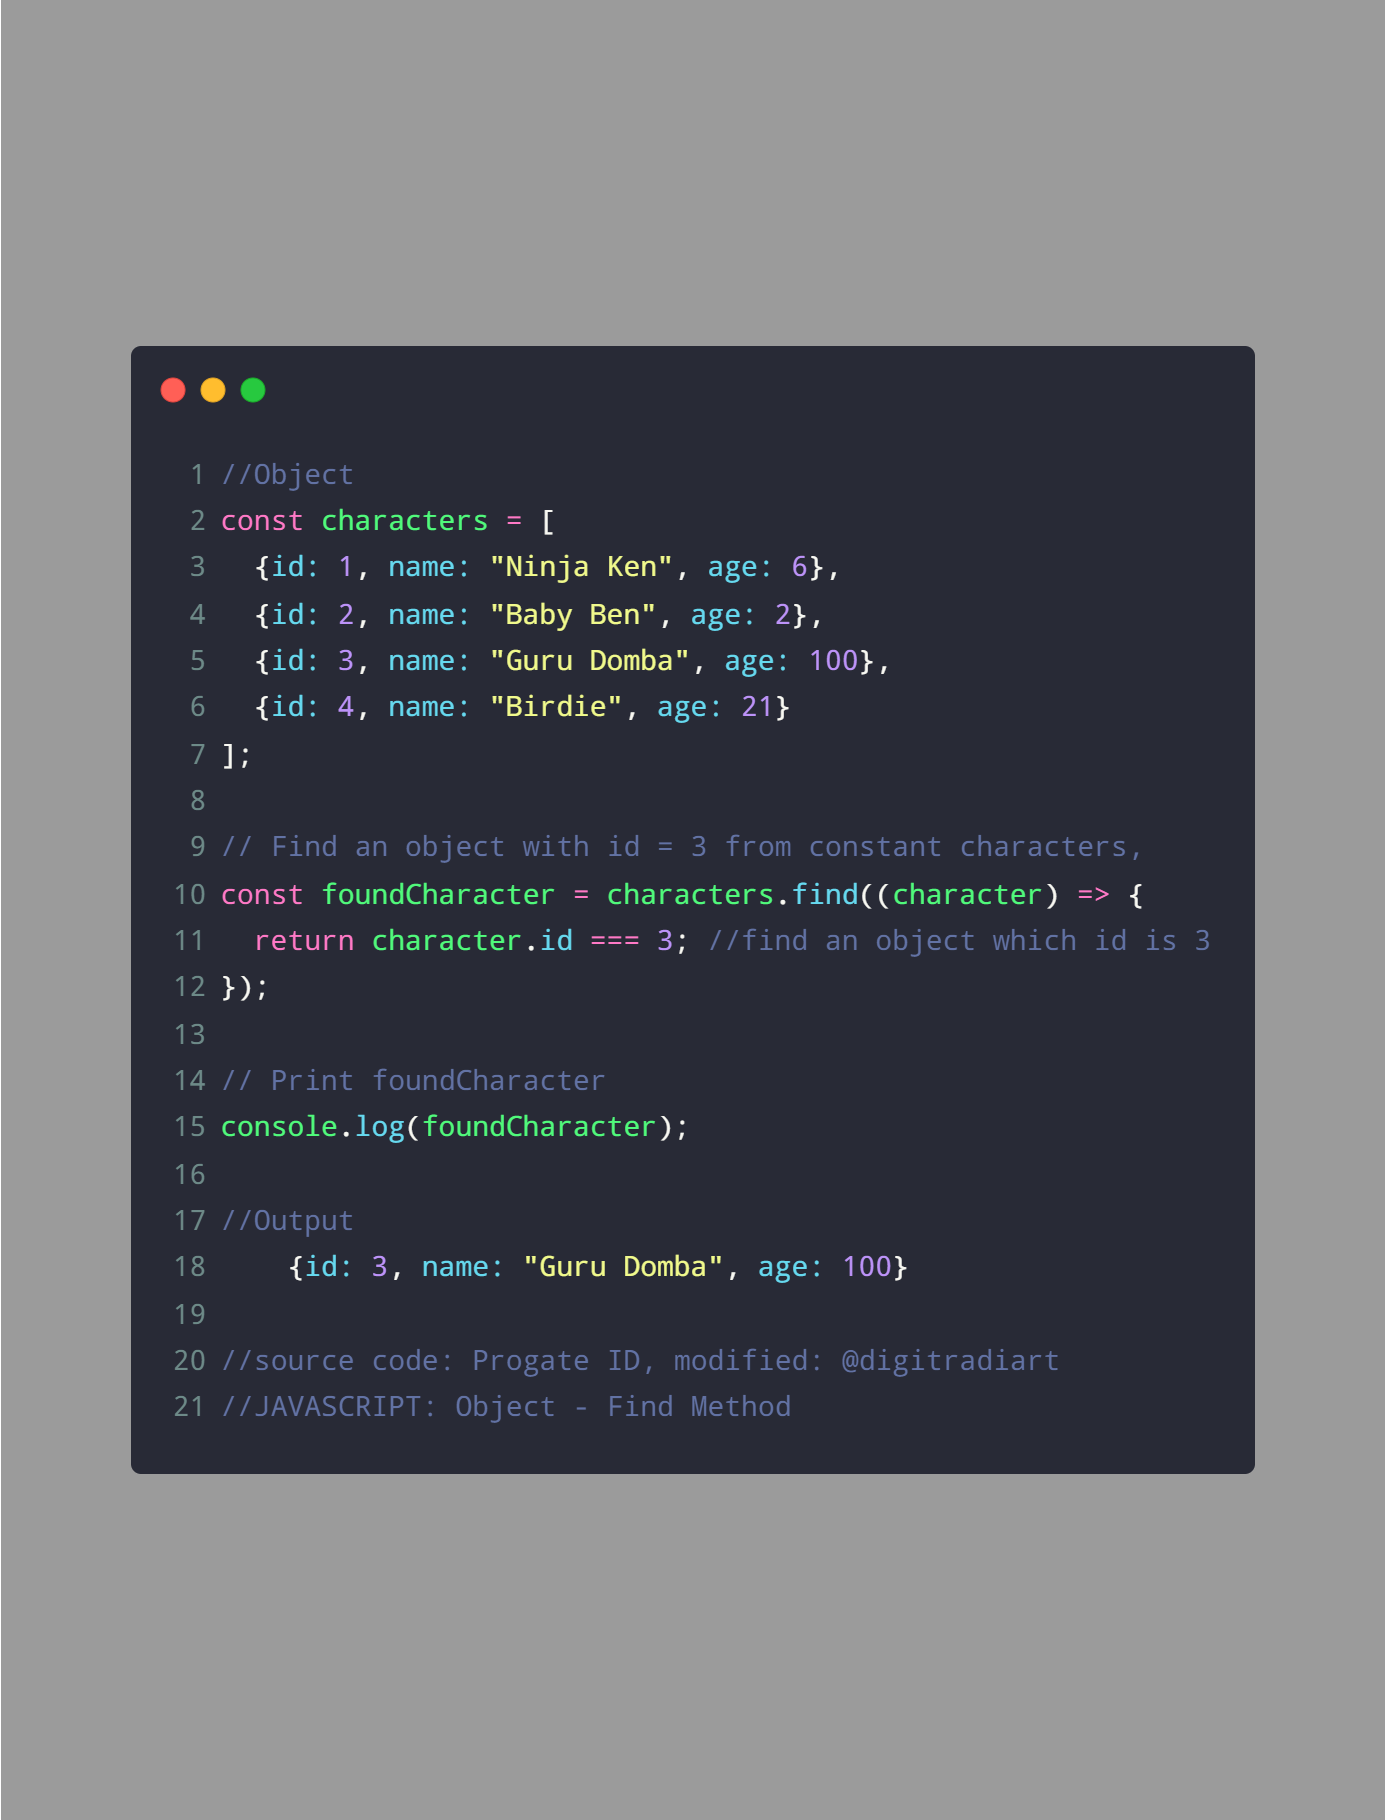 1 //Object
2 const characters = [
3   {id: 1, name: "Ninja Ken", age: 6},
4   {id: 2, name: "Baby Ben", age: 2},
5   {id: 3, name: "Guru Domba", age: 100},
6   {id: 4, name: "Birdie", age: 21}
7 ];
8
9 // Find an object with id = 3 from constant characters,
10 const foundCharacter = characters.find((character) => {
11   return character.id === 3; //find an object which id is 3
12 });
13
14 // Print foundCharacter
15 console.log(foundCharacter);
16
17 //Output
18     {id: 3, name: "Guru Domba", age: 100}
19
20 //source code: Progate ID, modified: @digitradiart
21 //JAVASCRIPT: Object - Find Method